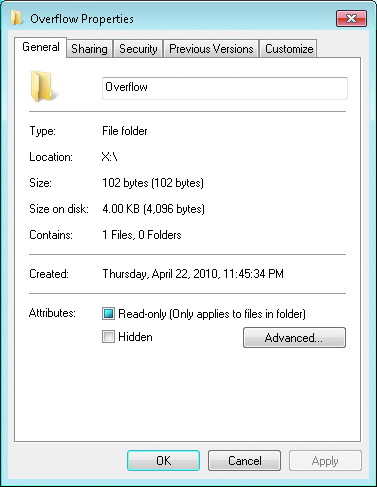 Overflow Properties
General Sharing Security Previous Versions Customize
Overflow
Type: File folder
Location: X:\
Size: 102 bytes (102 bytes)
Size on disk: 4.00 KB (4,096 bytes)
Contains: 1 Files, 0 Folders
Created: Thursday, April 22, 2010, 11:45:34 PM
Attributes: Read-only (Only applies to files in folder)
Hidden Advanced...
OK Cancel Apply